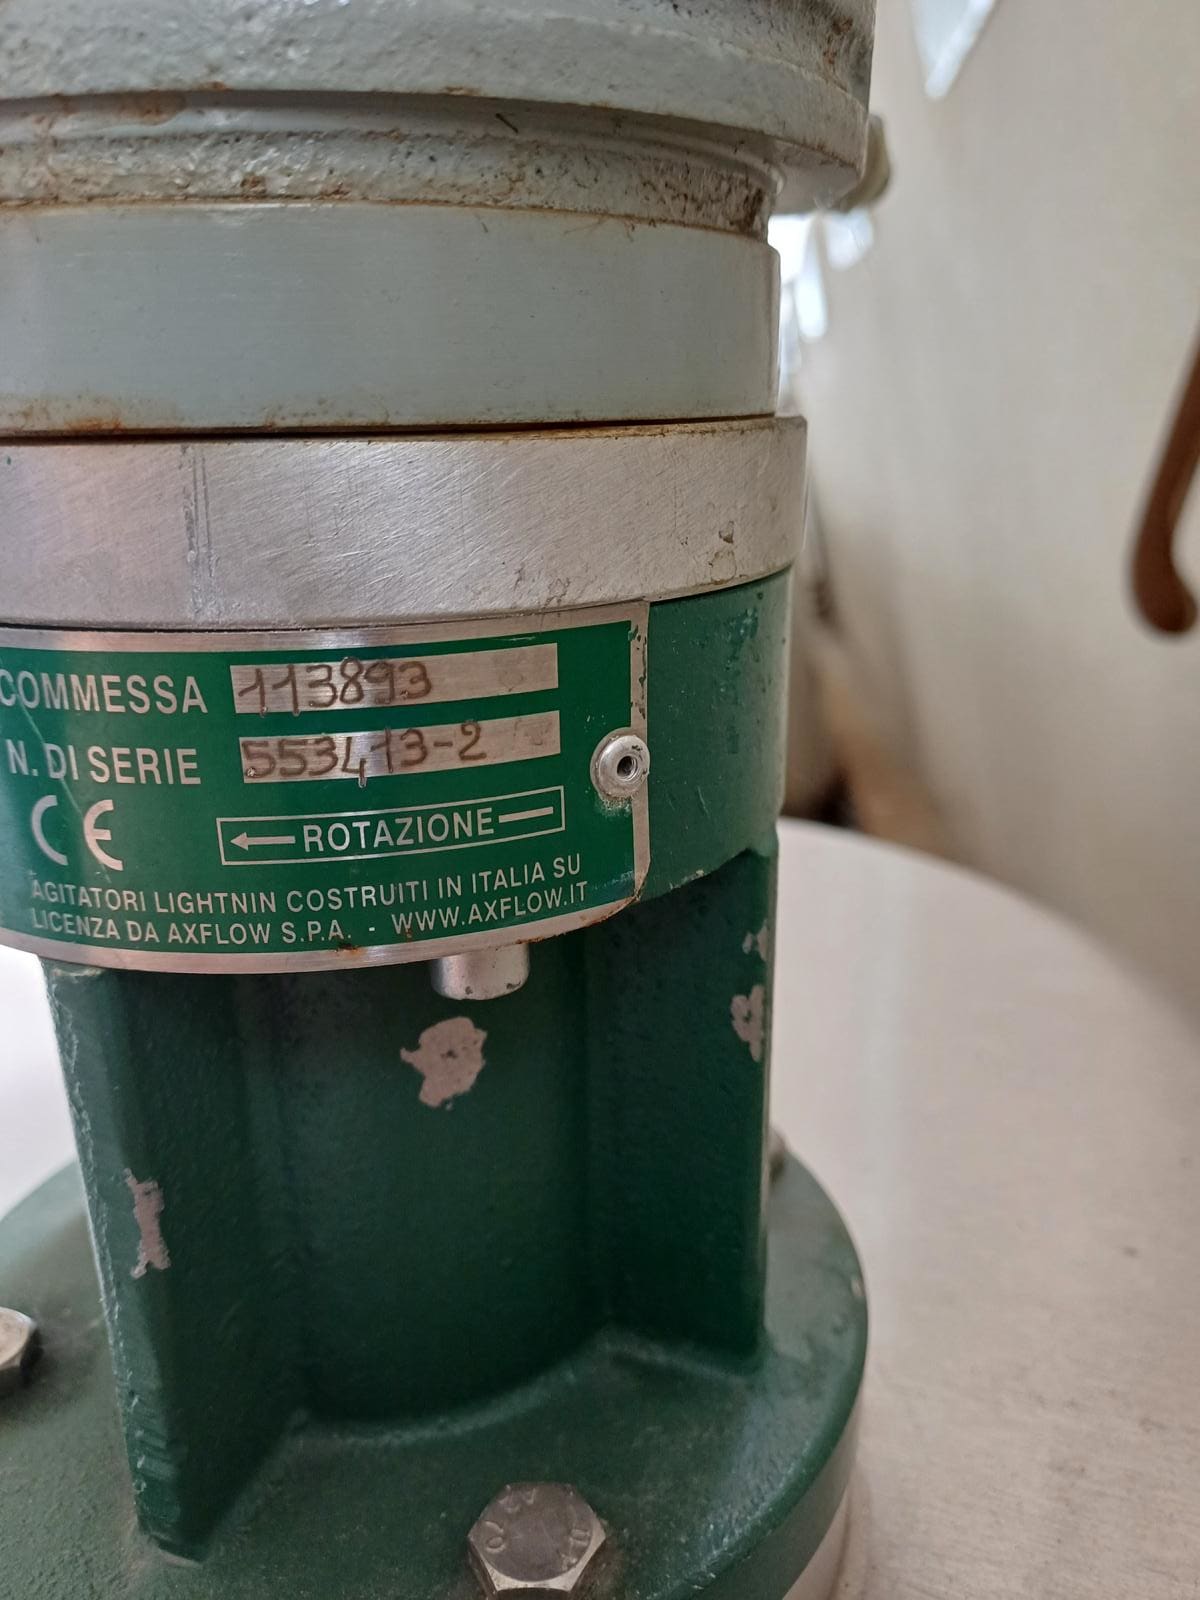 COMMESSA 113893
N. DI SERIE 553413-2
CE
ROTAZIONE
AGITATORI LIGHTNIN COSTRUITI IN ITALIA SU
LICENZA DA AXFLOW S.P.A. - WWW.AXFLOW.IT